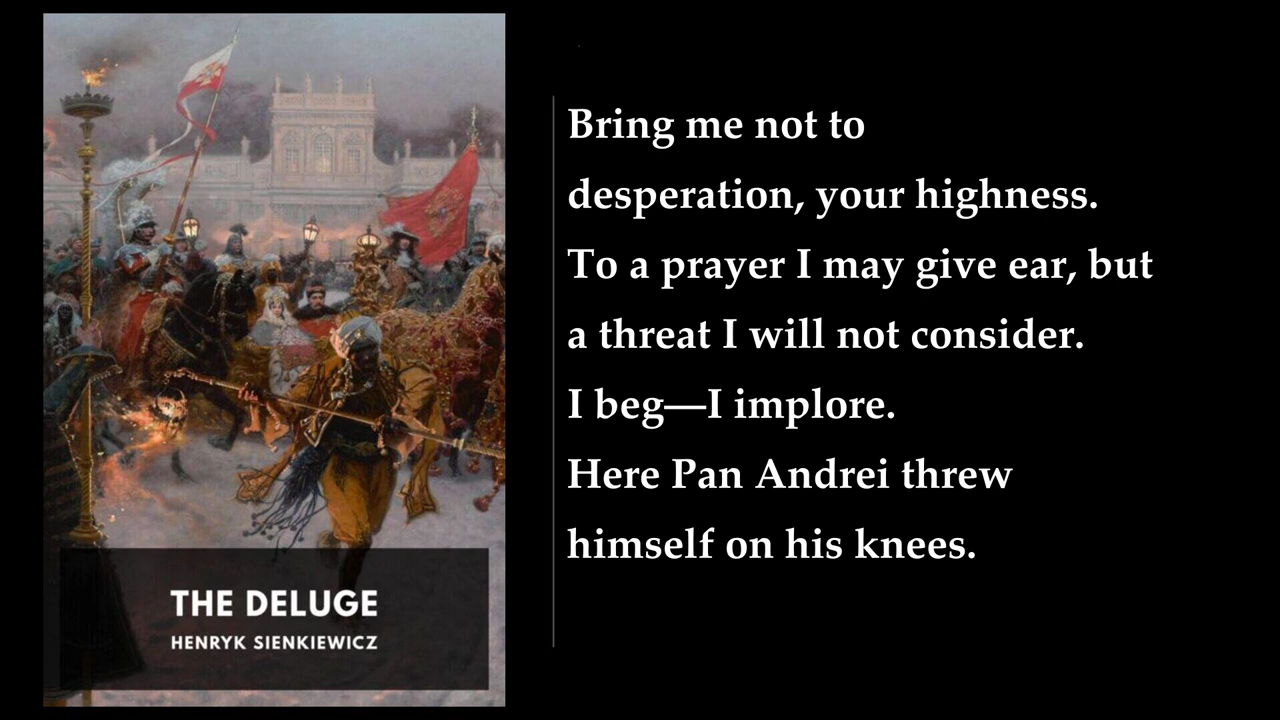 THE DELUGE
HENRYK SIENKIEWICZ
Bring me not to
desperation, your highness.
To a prayer I may give ear, but
a threat I will not consider.
I beg—I implore.
Here Pan Andrei threw
himself on his knees.